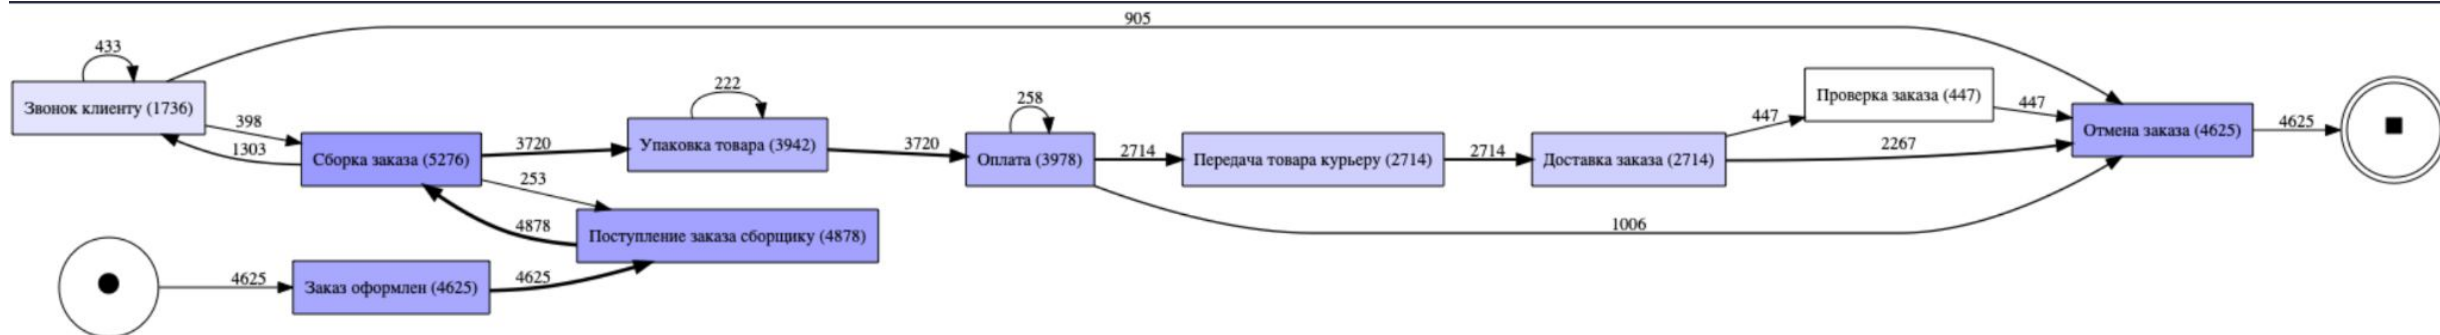 905
433
Звонок клиенту (1736)
398
1303
Сборка заказа (5276)
3720
253
4878
222
Упаковка товара (3942)
3720
Поступление заказа сборщику (4878)
4625
Заказ оформлен (4625)
4625
258
Оплата (3978)
2714
Передача товара курьеру (2714)
2714
Доставка заказа (2714)
447
Проверка заказа (447)
447
2267
1006
Отмена заказа (4625)
4625